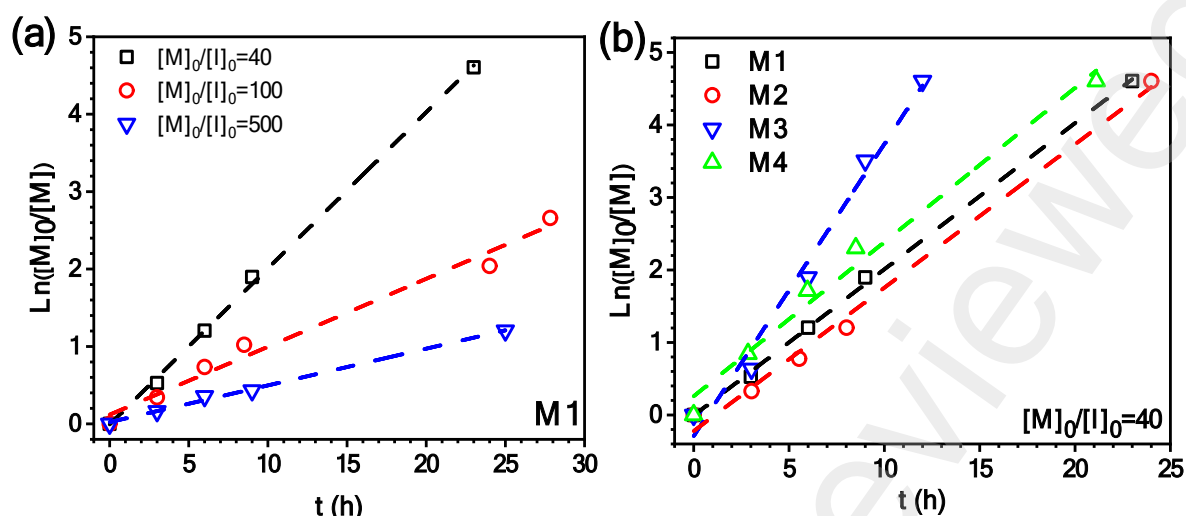 (a)
[M]₀/[I]₀=40
[M]₀/[I]₀=100
[M]₀/[I]₀=500
Ln([M]₀/[M])
5
4
3
2
1
0
0 5 10 15 20 25 30
t (h)
M1
(b)
M1
M2
M3
M4
Ln([M]₀/[M])
5
4
3
2
1
0
0 5 10 15 20 25
t (h)
[M]₀/[I]₀=40
eviewe